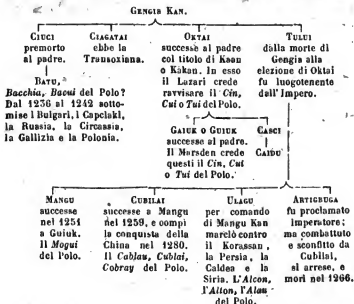 GENGIS KAN.
CIUCI
premorto
al padre.
BATU,
Bacchia, Bacui del Polo?
Dal 1236 al 1242 sotto-
mise i Bulgari, i Capciaki,
la Russia, la Circassia,
la Gallizia e la Polonia.
CIAGATAI
ebbe la
Transoxiana.
OKTAI
successe al padre
col titolo di Kaan
o Kàkan. In esso
il Lazari crede
ravvisare il Cin,
Cui o Tui del Polo.
GAIUK O GUIUK
successe al padre.
Il Marsden crede
questi il Cin, Cui
o Tui del Polo.
CASCI
CAIDU
TULUI
dalla morte di
Gengis alla
elezione di Oktai
fu luogotenente
dell'Impero.
MANGU
successe
nel 1251
a Guiuk.
Il Mogui
del Polo.
CUBILAI
successe a Mangu
nel 1259, e compì
la conquista della
China nel 1280.
Il Cablau, Cublai,
Cobray del Polo.
ULAGU
per comando
di Mangu Kan
marciò contro
il Korassan,
la Persia, la
Caldea e la
Siria. L'Alcon,
l'Alton, l'Alau
del Polo.
ARTIGBUGA
fu proclamato
Imperatore;
ma combattuto
e sconfitto da
Cubilai,
si arrese, e
morì nel 1266.